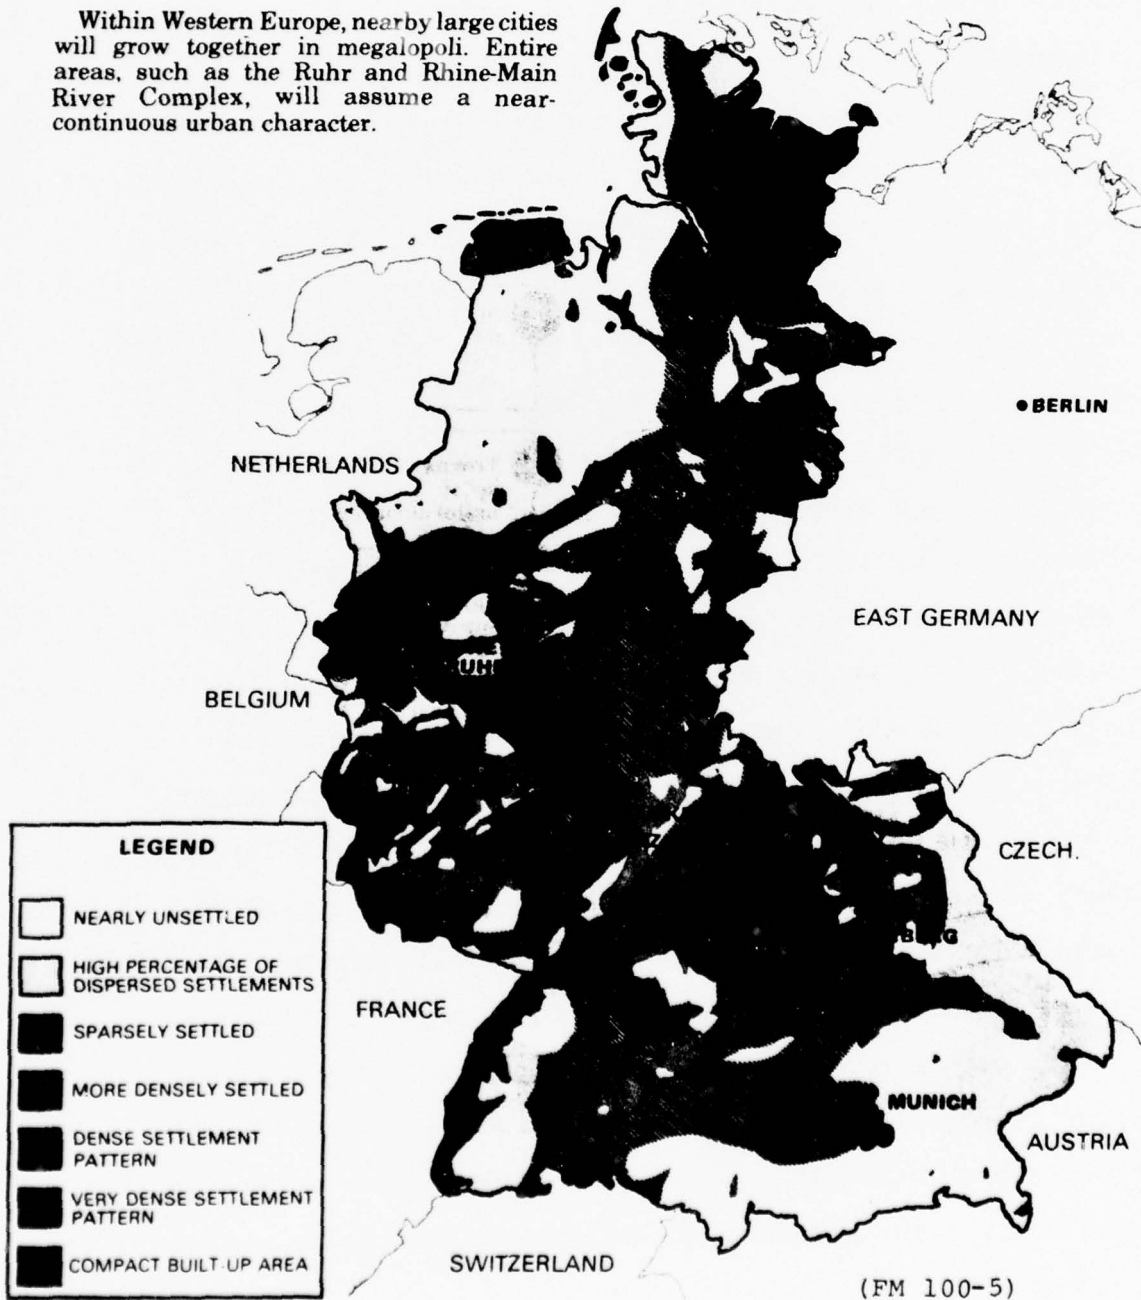 Within Western Europe, nearby large cities
will grow together in megalopoli. Entire
areas, such as the Ruhr and Rhine-Main
River Complex, will assume a near-
continuous urban character.
BERLIN
NETHERLANDS
EAST GERMANY
BELGIUM
CZECH.
FRANCE
MUNICH
AUSTRIA
SWITZERLAND
LEGEND
NEARLY UNSETTLED
HIGH PERCENTAGE OF
DISPERSED SETTLEMENTS
SPARSELY SETTLED
MORE DENSELY SETTLED
DENSE SETTLEMENT
PATTERN
VERY DENSE SETTLEMENT
PATTERN
COMPACT BUILT-UP AREA
(FM 100-5)